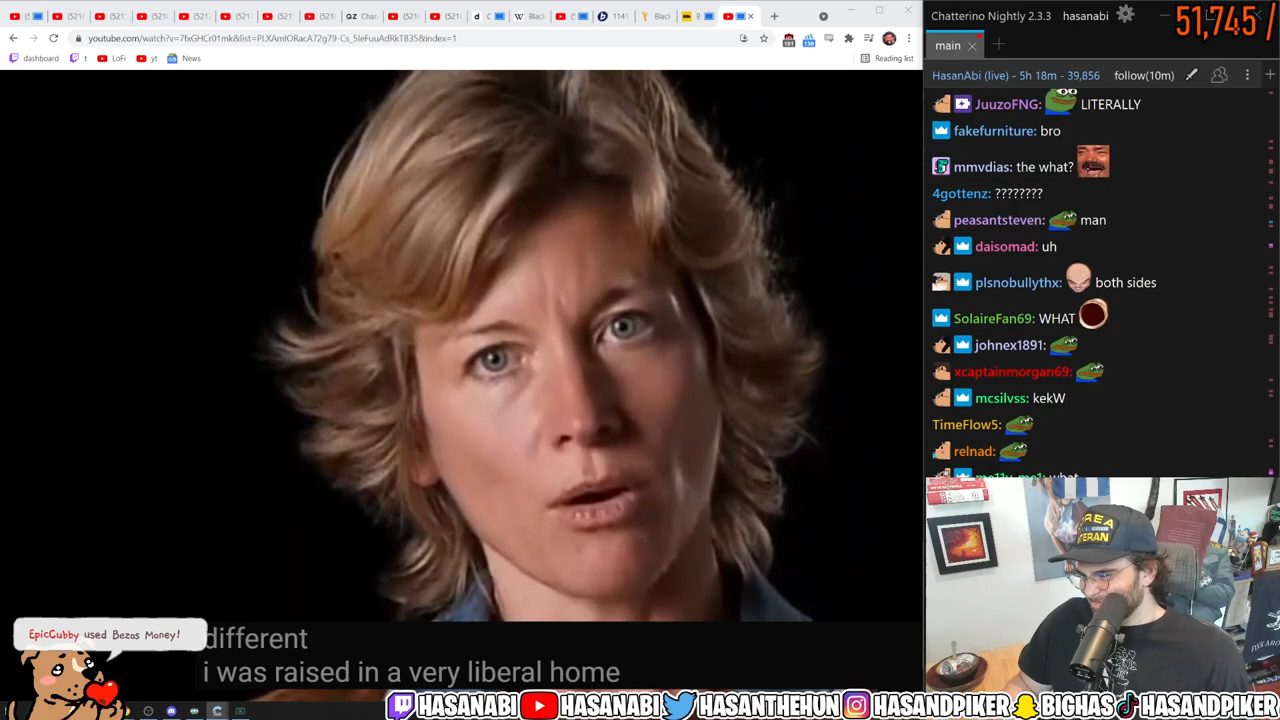 Chatterino Nightly 2.3.3
hasanabi
51,745 /
youtube.com/watch?v=7fxGHCr01mk&list=PLXAmIORacA72g79-Cs_5leFuuAdRkTB35&index=1
dashboard
t
LoFi
yt
News
Reading list
main
HasanAbi (live) - 5h 18m - 39,856
follow(10m)
JuuzoFNG: LITERALLY
fakefurniture: bro
mmvdias: the what?
4gottenz: ????????
peasantsteven: man
daisomad: uh
plsnobullythx: both sides
SolaireFan69: WHAT
johnex1891:
xcaptainmorgan69:
mcsilvss: kekW
TimeFlow5:
relnad:
what
EpicCubby used Bezos Money!
different
i was raised in a very liberal home
HASANABI
HASANABI
HASANTHEHUN
HASANDPIKER
BIGHAS
HASANDPIKER